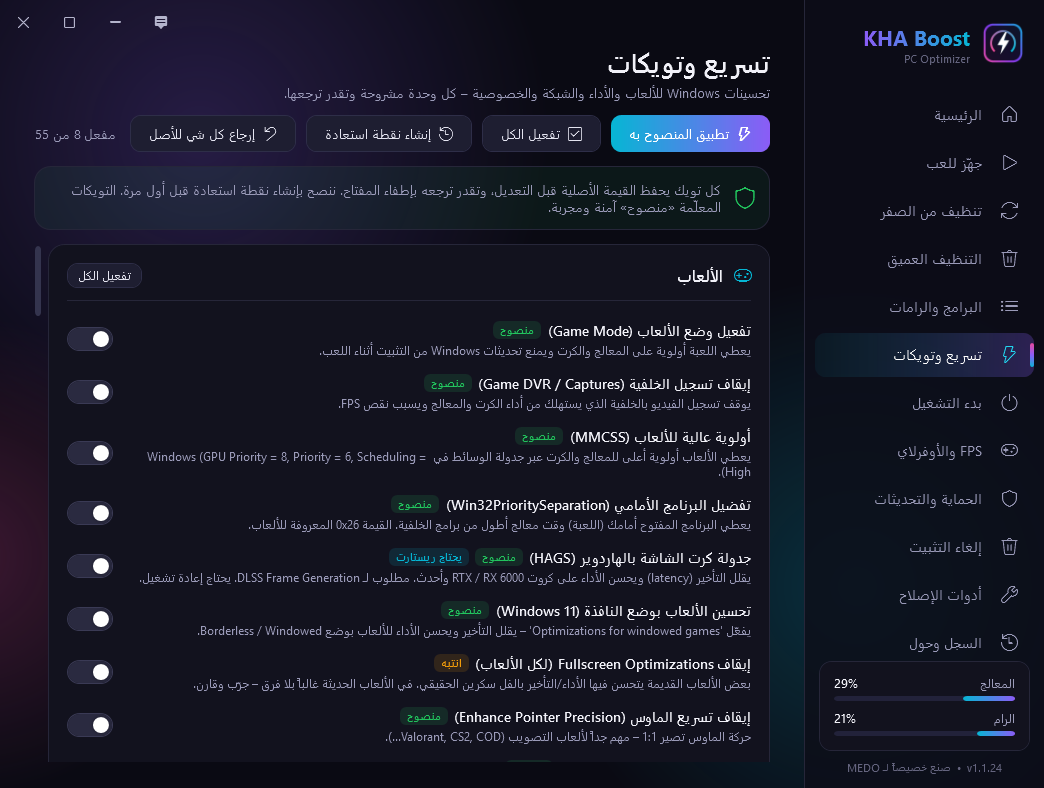 KHA Boost
PC Optimizer
الرئيسية
جهّز للعب
تنظيف من الصفر
التنظيف العميق
البرامج والرامات
تسريع وتويكات
بدء التشغيل
FPS والأوفرلاي
الحماية والتحديثات
إلغاء التثبيت
أدوات الإصلاح
السجل وحول
المعالج 29%
الرام 21%
v1.1.24 • صنع خصيصاً لـ MEDO
تسريع وتويكات
تحسينات Windows للألعاب والأداء والشبكة والخصوصية – كل وحدة مشروحة وتقدر ترجعها.
تطبيق المنصوح به
تفعيل الكل
إنشاء نقطة استعادة
إرجاع كل شي للأصل
مفعل 8 من 55
كل تويك يحفظ القيمة الأصلية قبل التعديل، وتقدر ترجعه بإطفاء المفتاح. ننصح بإنشاء نقطة استعادة قبل أول مرة. التويكات
المعلّمة «منصوح» آمنة ومجربة.
الألعاب
تفعيل الكل
تفعيل وضع الألعاب (Game Mode) منصوح
يعطي اللعبة أولوية على المعالج والكرت ويمنع تحديثات Windows من التثبيت أثناء اللعب.
إيقاف تسجيل الخلفية (Game DVR / Captures) منصوح
يوقف تسجيل الفيديو بالخلفية الذي يستهلك من أداء الكرت والمعالج ويسبب نقص FPS.
أولوية عالية للألعاب (MMCSS) منصوح
يعطي الألعاب أولوية أعلى للمعالج والكرت عبر جدولة الوسائط في Windows (GPU Priority = 8, Priority = 6, Scheduling =
High).
تفضيل البرنامج الأمامي (Win32PrioritySeparation) منصوح
يعطي البرنامج المفتوح أمامك (اللعبة) وقت معالج أطول من برامج الخلفية. القيمة 0x26 المعروفة للألعاب.
جدولة كرت الشاشة بالهاردوير (HAGS) منصوح يحتاج ريستارت
يقلل التأخير (latency) ويحسن الأداء على كروت RTX / RX 6000 وأحدث. مطلوب لـ DLSS Frame Generation. يحتاج إعادة تشغيل.
تحسين الألعاب بوضع النافذة (Windows 11) منصوح
يفعّل 'Optimizations for windowed games' – يقلل التأخير ويحسن الأداء للألعاب بوضع Borderless / Windowed.
إيقاف Fullscreen Optimizations (لكل الألعاب) انتبه
بعض الألعاب القديمة يتحسن فيها الأداء/التأخير بالفل سكرين الحقيقي. في الألعاب الحديثة غالباً بلا فرق – جرّب وقارن.
إيقاف تسريع الماوس (Enhance Pointer Precision) منصوح
حركة الماوس تصير 1:1 – مهم جداً لألعاب التصويب (Valorant, CS2, COD...).